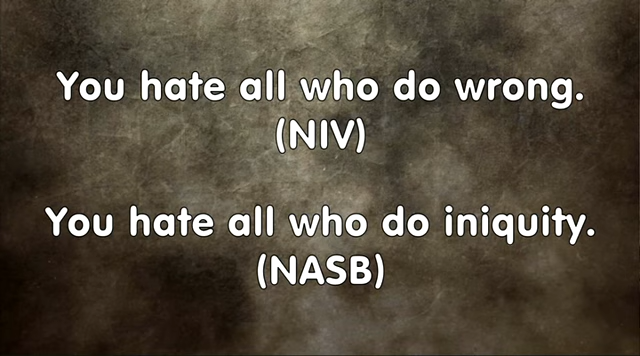 You hate all who do wrong.
(NIV)
You hate all who do iniquity.
(NASB)